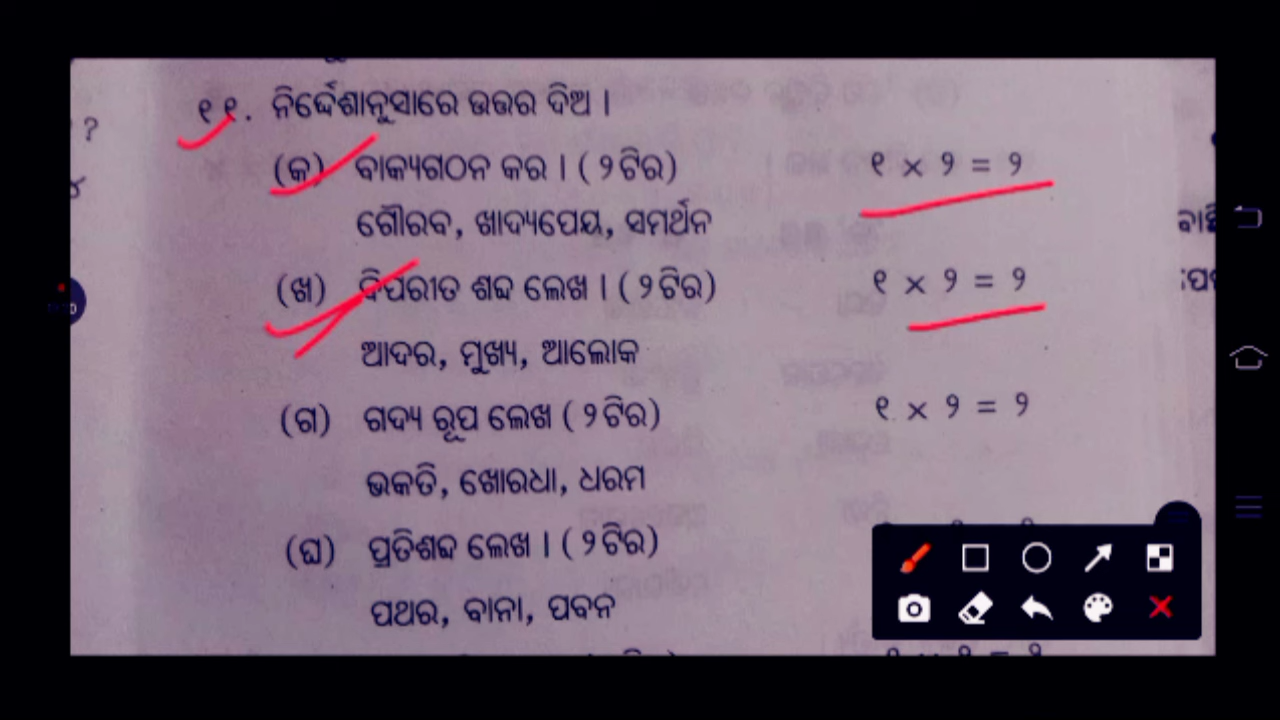 ୧୧. ନିର୍ଦ୍ଦେଶାନୁସାରେ ଉତ୍ତର ଦିଅ ।
(କ) ବାକ୍ୟଗଠନ କର । (୨ଟିର) ୧ × ୨ = ୨
ଗୌରବ, ଖାଦ୍ୟପେୟ, ସମର୍ଥନ
(ଖ) ବିପରୀତ ଶବ୍ଦ ଲେଖ । (୨ଟିର) ୧ × ୨ = ୨
ଆଦର, ମୁଖ୍ୟ, ଆଲୋକ
(ଗ) ଗଦ୍ୟ ରୂପ ଲେଖ (୨ଟିର) ୧ × ୨ = ୨
ଭକତି, ଖୋରଧା, ଧରମ
(ଘ) ପ୍ରତିଶବ୍ଦ ଲେଖ । (୨ଟିର)
ପଥର, ବାନା, ପବନ